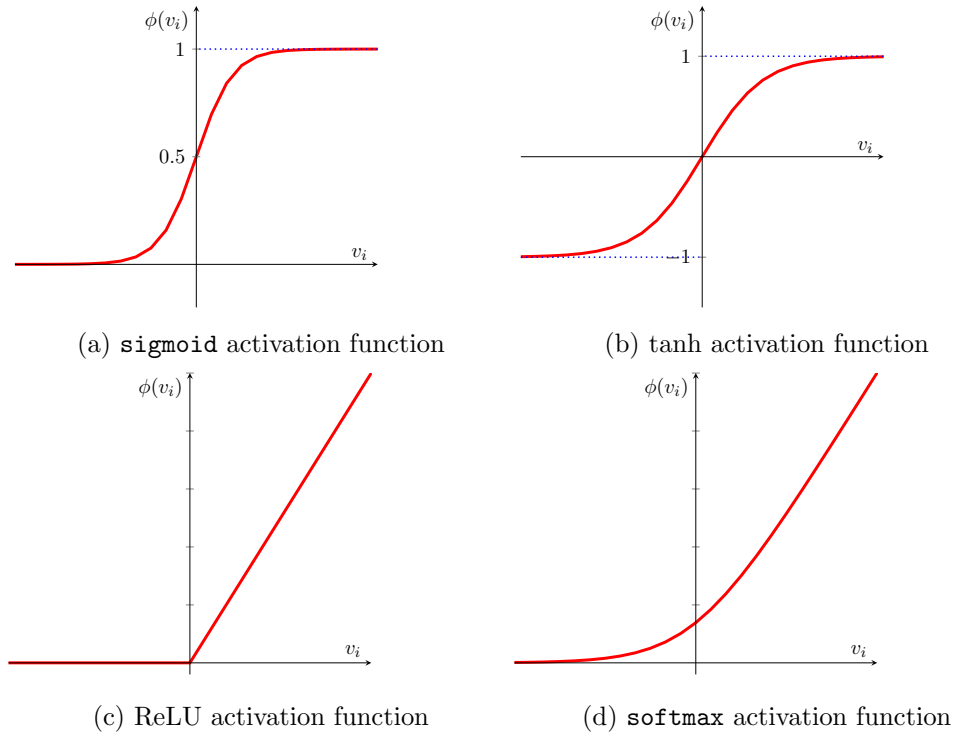 ϕ(v_i)
1
0.5
v_i
(a) sigmoid activation function
ϕ(v_i)
1
v_i
−1
(b) tanh activation function
ϕ(v_i)
v_i
(c) ReLU activation function
ϕ(v_i)
v_i
(d) softmax activation function